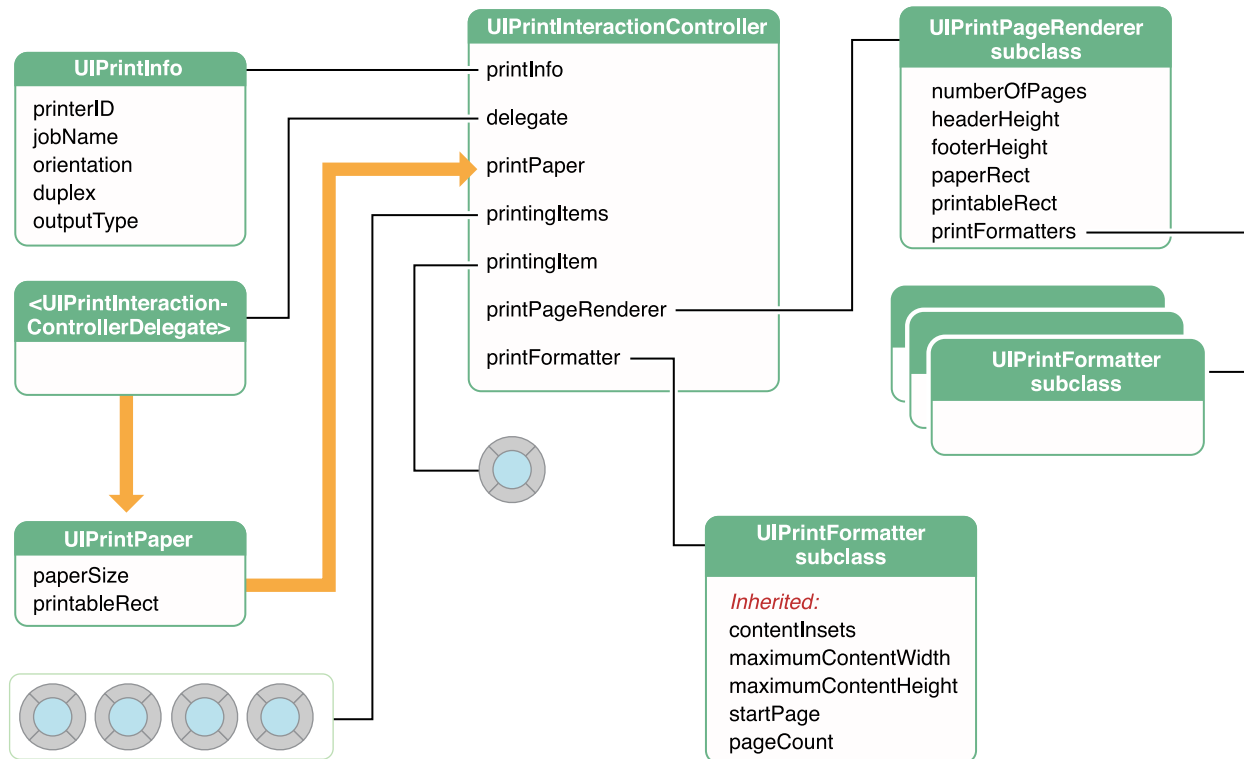 UIPrintInfo
printerID
jobName
orientation
duplex
outputType
<UIPrintInteraction-
ControllerDelegate>
UIPrintPaper
paperSize
printableRect
UIPrintInteractionController
printInfo
delegate
printPaper
printingItems
printingItem
printPageRenderer
printFormatter
UIPrintPageRenderer
subclass
numberOfPages
headerHeight
footerHeight
paperRect
printableRect
printFormatters
UIPrintFormatter
subclass
UIPrintFormatter
subclass
Inherited:
contentInsets
maximumContentWidth
maximumContentHeight
startPage
pageCount